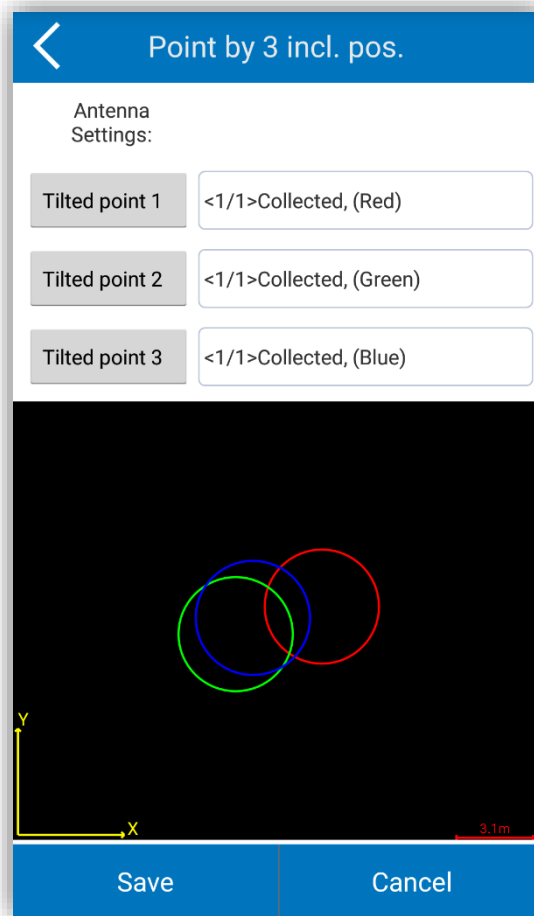 Point by 3 incl. pos.
Antenna
Settings:
Tilted point 1
<1/1>Collected, (Red)
Tilted point 2
<1/1>Collected, (Green)
Tilted point 3
<1/1>Collected, (Blue)
Y
X
3.1m
Save
Cancel